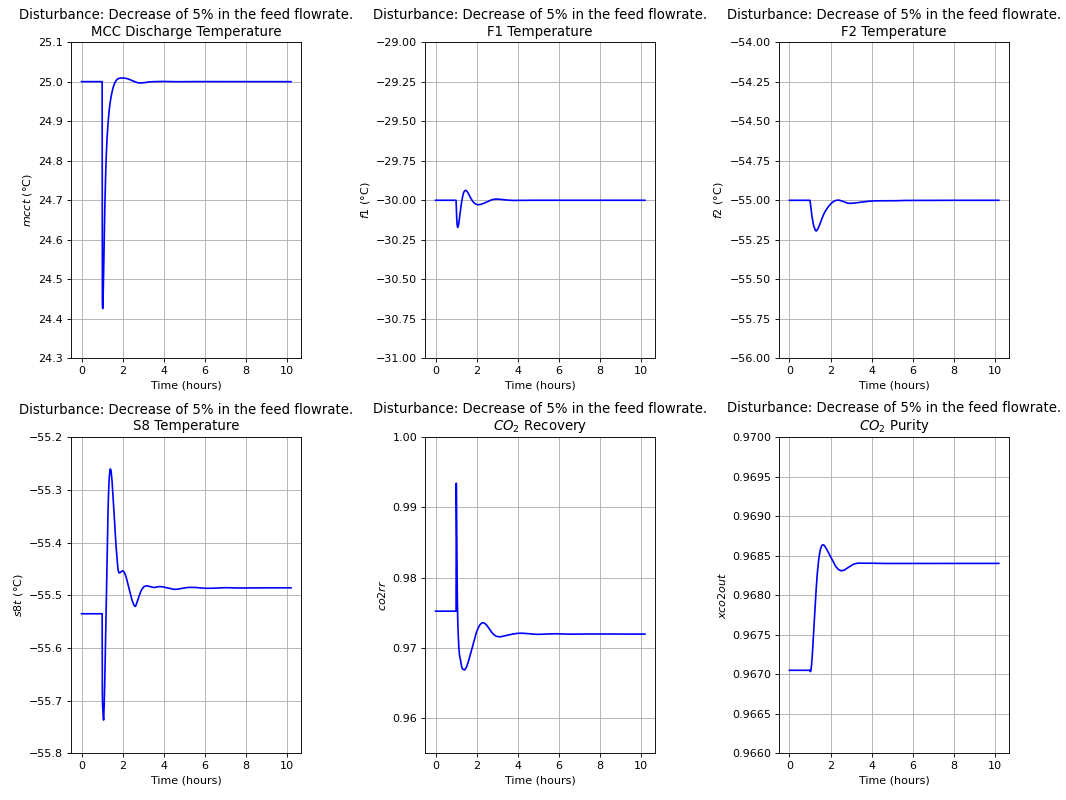 Disturbance: Decrease of 5% in the feed flowrate.
MCC Discharge Temperature
25.1
25.0
24.9
24.8
24.7
24.6
24.5
24.4
24.3
mcct (°C)
0 2 4 6 8 10
Time (hours)
Disturbance: Decrease of 5% in the feed flowrate.
F1 Temperature
−29.00
−29.25
−29.50
−29.75
−30.00
−30.25
−30.50
−30.75
−31.00
f1 (°C)
0 2 4 6 8 10
Time (hours)
Disturbance: Decrease of 5% in the feed flowrate.
F2 Temperature
−54.00
−54.25
−54.50
−54.75
−55.00
−55.25
−55.50
−55.75
−56.00
f2 (°C)
0 2 4 6 8 10
Time (hours)
Disturbance: Decrease of 5% in the feed flowrate.
S8 Temperature
−55.2
−55.3
−55.4
−55.5
−55.6
−55.7
−55.8
s8t (°C)
0 2 4 6 8 10
Time (hours)
Disturbance: Decrease of 5% in the feed flowrate.
CO₂ Recovery
1.00
0.99
0.98
0.97
0.96
co2rr
0 2 4 6 8 10
Time (hours)
Disturbance: Decrease of 5% in the feed flowrate.
CO₂ Purity
0.9700
0.9695
0.9690
0.9685
0.9680
0.9675
0.9670
0.9665
0.9660
xco2out
0 2 4 6 8 10
Time (hours)